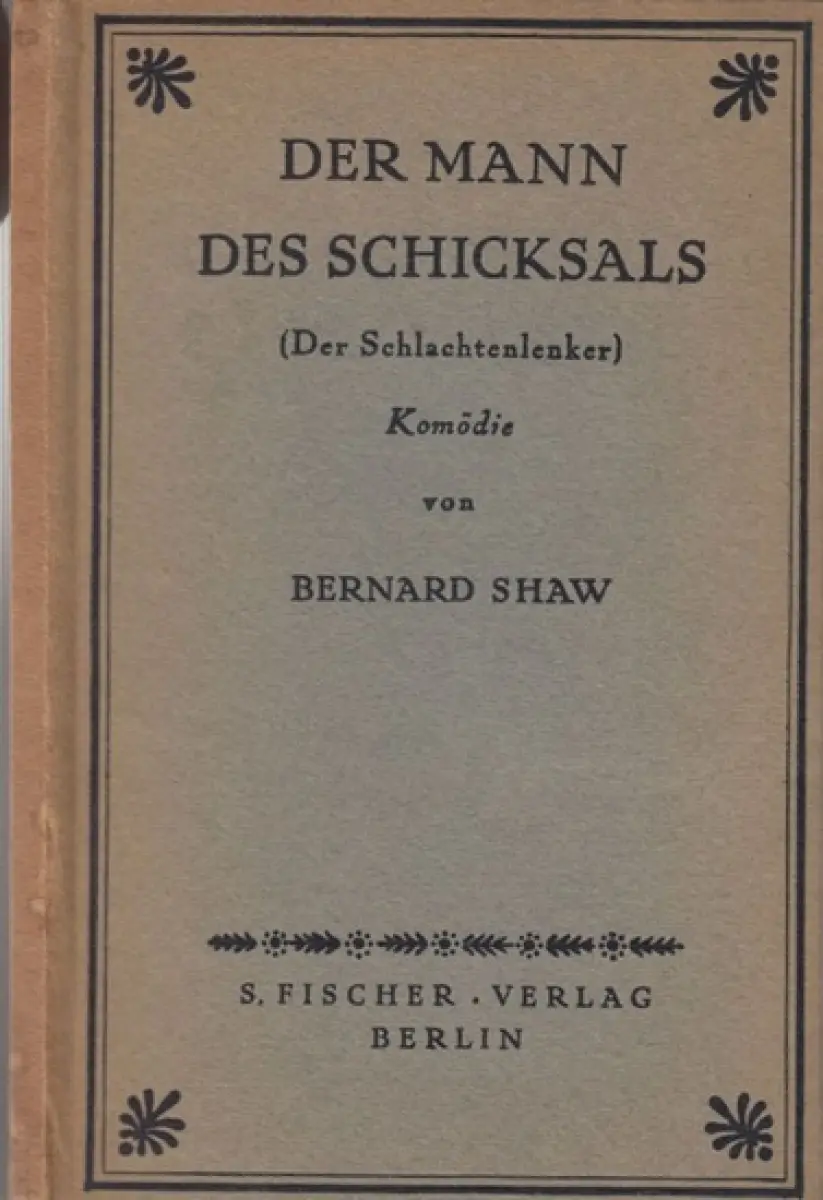 DER MANN
DES SCHICKSALS
(Der Schlachtenlenker)
Komödie
von
BERNARD SHAW
S. FISCHER · VERLAG
BERLIN